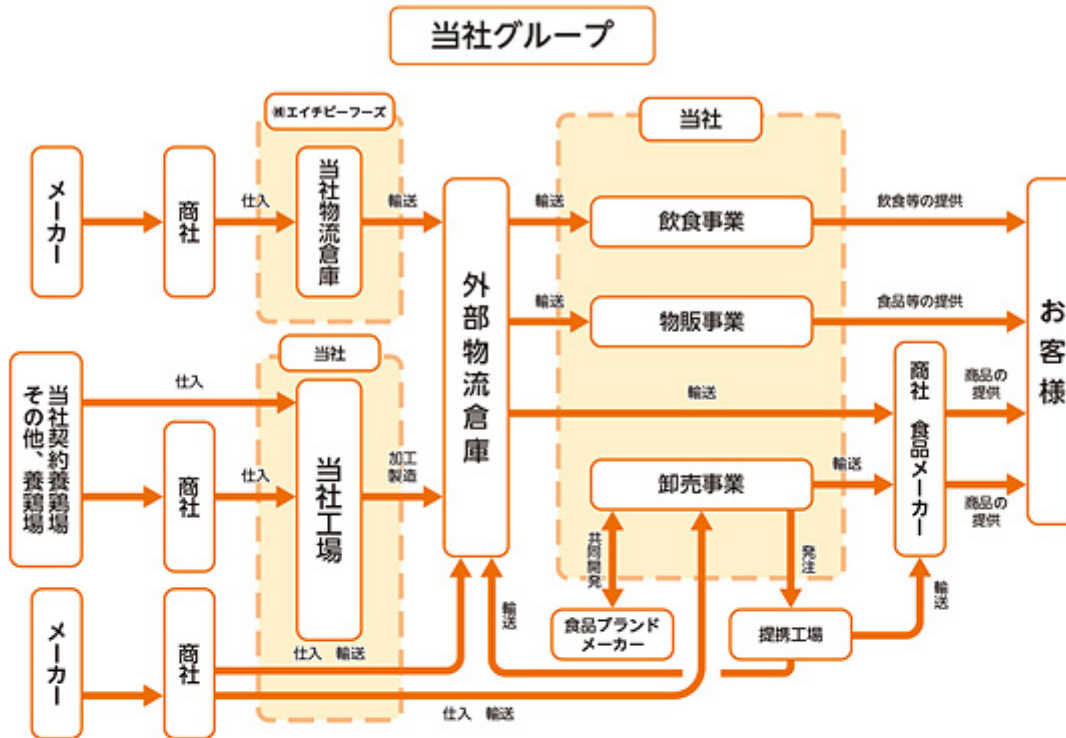 当社グループ
㈱エイチピーフーズ
当社
メーカー
商社
仕入
当社物流倉庫
輸送
外部物流倉庫
輸送
飲食事業
飲食等の提供
輸送
物販事業
食品等の提供
お客様
当社
当社契約養鶏場
その他、養鶏場
仕入
商社
仕入
当社工場
加工
製造
輸送
卸売事業
輸送
商社 食品メーカー
商品の
提供
商品の
提供
共同開発
発注
食品ブランド
メーカー
提携工場
輸送
輸送
メーカー
商社
仕入 輸送
仕入 輸送